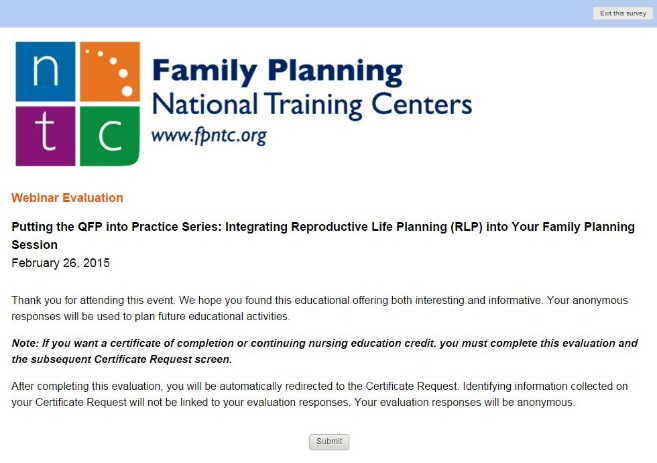 Exit this survey
n
t c
Family Planning
National Training Centers
www.fpntc.org
Webinar Evaluation
Putting the QFP into Practice Series: Integrating Reproductive Life Planning (RLP) into Your Family Planning
Session
February 26, 2015
Thank you for attending this event. We hope you found this educational offering both interesting and informative. Your anonymous
responses will be used to plan future educational activities.
Note: If you want a certificate of completion or continuing nursing education credit, you must complete this evaluation and
the subsequent Certificate Request screen.
After completing this evaluation, you will be automatically redirected to the Certificate Request. Identifying information collected on
your Certificate Request will not be linked to your evaluation responses. Your evaluation responses will be anonymous.
Submit